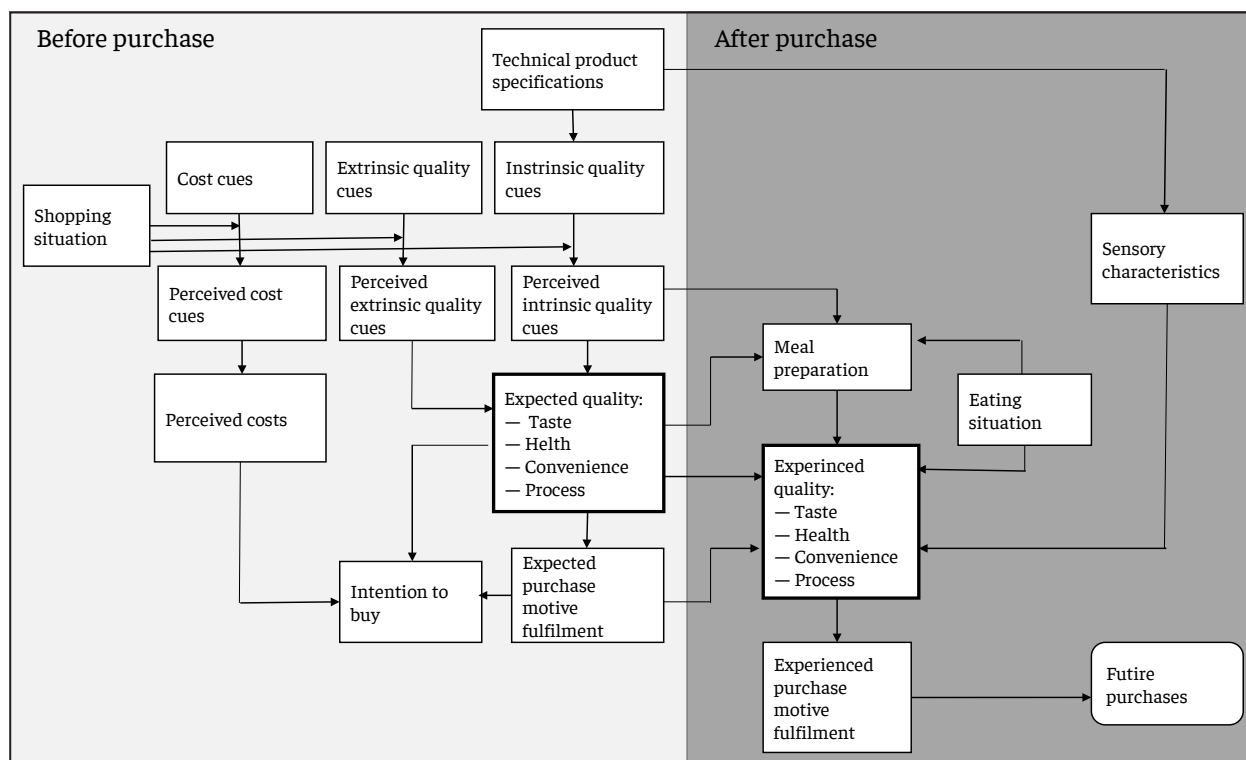 Before purchase
After purchase
Technical product
specifications
Cost cues
Extrinsic quality
cues
Instrinsic quality
cues
Shopping
situation
Sensory
characteristics
Perceived cost
cues
Perceived
extrinsic quality
cues
Perceived
intrinsic quality
cues
Meal
preparation
Perceived costs
Expected quality:
— Taste
— Helth
— Convenience
— Process
Eating
situation
Experinced
quality:
— Taste
— Health
— Convenience
— Process
Intention to
buy
Expected
purchase
motive
fulfilment
Experienced
purchase
motive
fulfilment
Futire
purchases